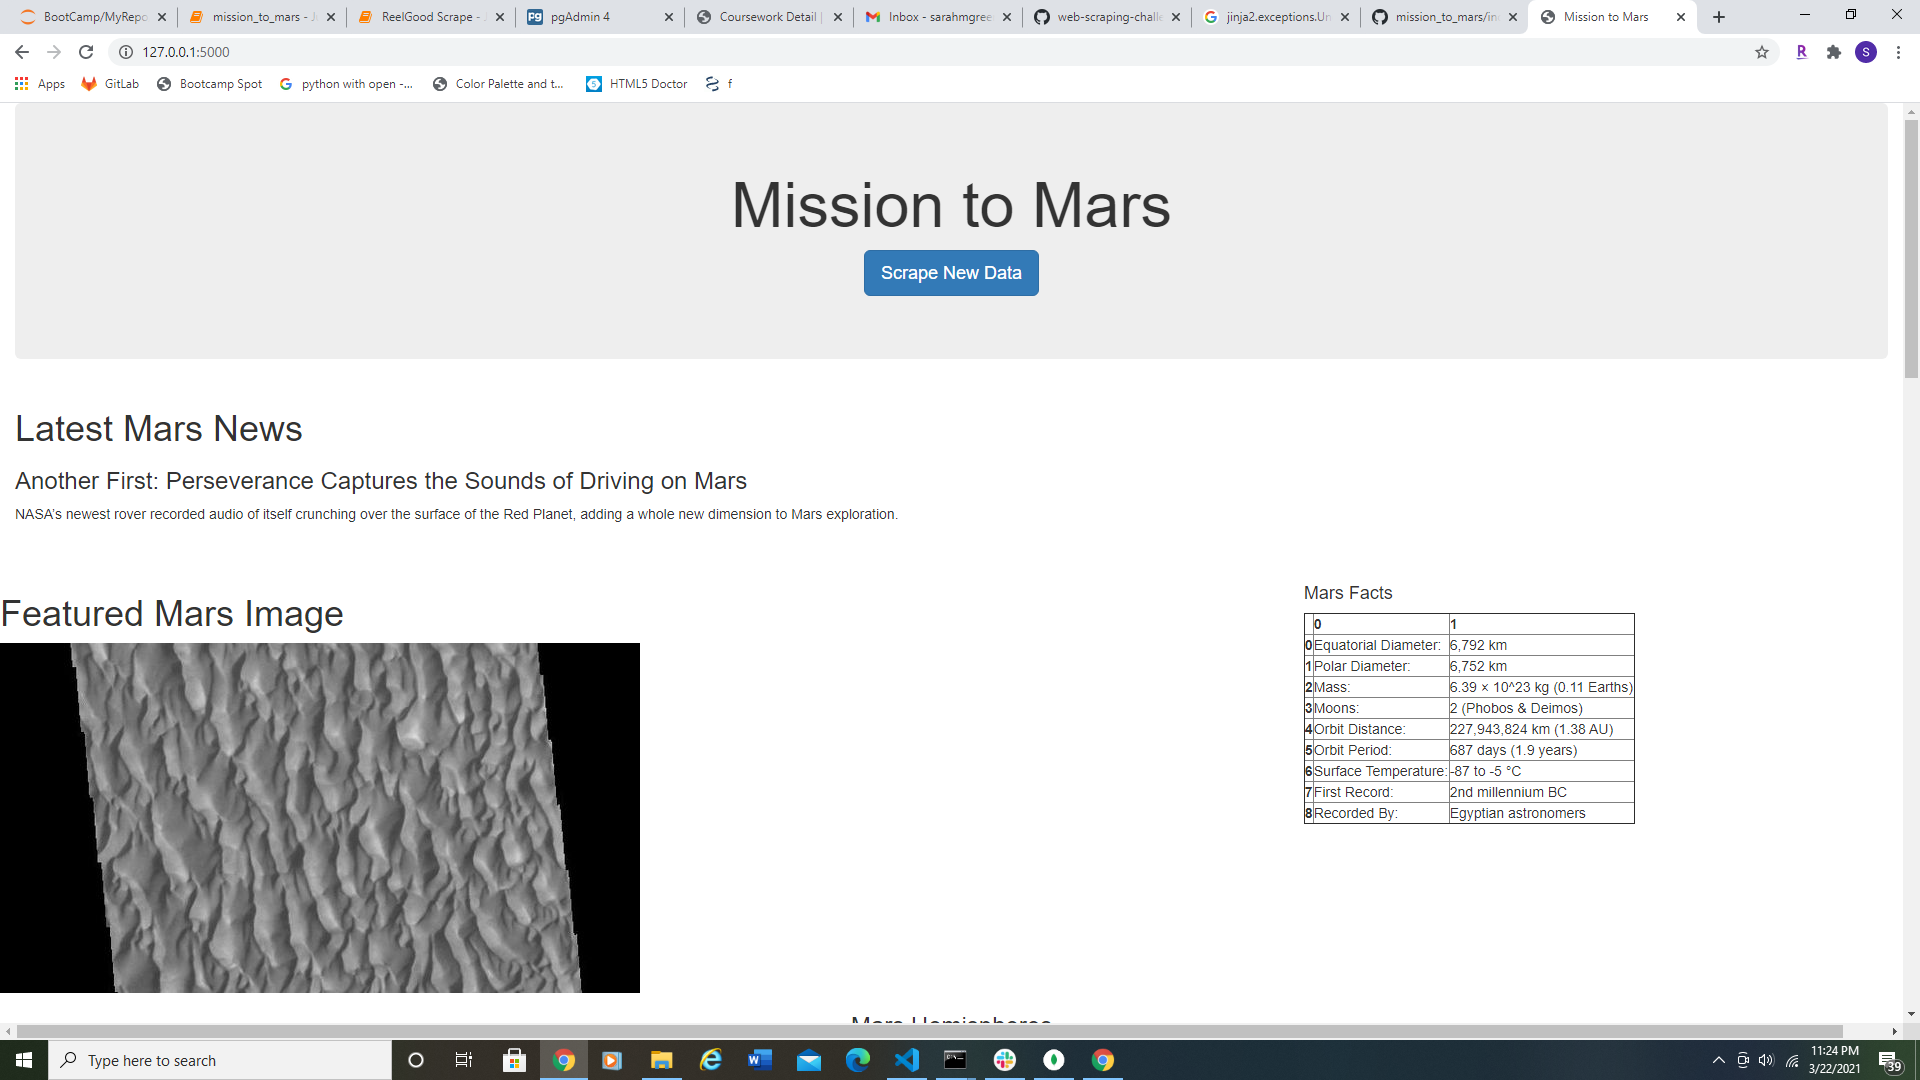 BootCamp/MyRepo
mission_to_mars - J
ReelGood Scrape - J
pgAdmin 4
Coursework Detail |
Inbox - sarahmgree
web-scraping-challe
jinja2.exceptions.Un
mission_to_mars/in
Mission to Mars
127.0.0.1:5000
R
S
Apps
GitLab
Bootcamp Spot
python with open -...
Color Palette and t...
HTML5 Doctor
f
Mission to Mars
Scrape New Data
Latest Mars News
Another First: Perseverance Captures the Sounds of Driving on Mars
NASA’s newest rover recorded audio of itself crunching over the surface of the Red Planet, adding a whole new dimension to Mars exploration.
Featured Mars Image
Mars Facts
0 1
0 Equatorial Diameter: 6,792 km
1 Polar Diameter: 6,752 km
2 Mass: 6.39 × 10^23 kg (0.11 Earths)
3 Moons: 2 (Phobos & Deimos)
4 Orbit Distance: 227,943,824 km (1.38 AU)
5 Orbit Period: 687 days (1.9 years)
6 Surface Temperature: -87 to -5 °C
7 First Record: 2nd millennium BC
8 Recorded By: Egyptian astronomers
Mars Hemispheres
Type here to search
11:24 PM
3/22/2021
39